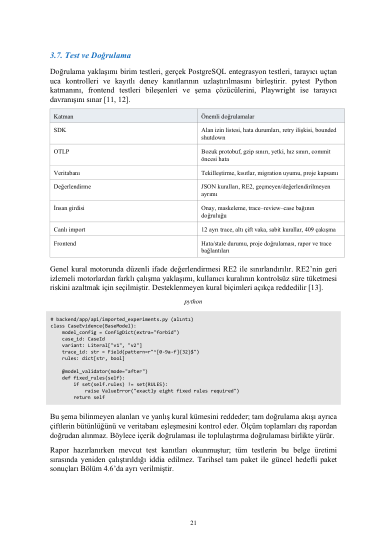 3.7. Test ve Doğrulama
Doğrulama yaklaşımı birim testleri, gerçek PostgreSQL entegrasyon testleri, tarayıcı uçtan
uca kontrolleri ve kayıtlı deney kanıtlarının uzlaştırılmasını birleştirir. pytest Python
katmanını, frontend testleri bileşenleri ve şema çözücülerini, Playwright ise tarayıcı
davranışını sınar [11, 12].
Katman Önemli doğrulamalar
SDK Alan izin listesi, hata durumları, retry ilişkisi, bounded
shutdown
OTLP Bozuk protobuf, gzip sınırı, yetki, hız sınırı, commit
öncesi hata
Veritabanı Tekilleştirme, kısıtlar, migration uyumu, proje kapsamı
Değerlendirme JSON kuralları, RE2, geçmeyen/değerlendirilmeyen
ayrımı
İnsan girdisi Onay, maskeleme, trace–review–case bağının
doğruluğu
Canlı import 12 ayrı trace, altı çift vaka, sabit kurallar, 409 çakışma
Frontend Hata/stale durumu, proje doğrulaması, rapor ve trace
bağlantıları
Genel kural motorunda düzenli ifade değerlendirmesi RE2 ile sınırlandırılır. RE2'nin geri
izlemeli motorlardan farklı çalışma yaklaşımı, kullanıcı kuralının kontrolsüz süre tüketmesi
riskini azaltmak için seçilmiştir. Desteklenmeyen kural biçimleri açıkça reddedilir [13].
python
# backend/app/api/imported_experiments.py (alıntı)
class CaseEvidence(BaseModel):
    model_config = ConfigDict(extra="forbid")
    case_id: CaseId
    variant: Literal["v1", "v2"]
    trace_id: str = Field(pattern=r"^[0-9a-f]{32}$")
    rules: dict[str, bool]
    @model_validator(mode="after")
    def fixed_rules(self):
        if set(self.rules) != set(RULES):
            raise ValueError("exactly eight fixed rules required")
        return self
Bu şema bilinmeyen alanları ve yanlış kural kümesini reddeder; tam doğrulama akışı ayrıca
çiftlerin bütünlüğünü ve veritabanı eşleşmesini kontrol eder. Ölçüm toplamları dış rapordan
doğrudan alınmaz. Böylece içerik doğrulaması ile toplulaştırma doğrulaması birlikte yürür.
Rapor hazırlanırken mevcut test kanıtları okunmuştur; tüm testlerin bu belge üretimi
sırasında yeniden çalıştırıldığı iddia edilmez. Tarihsel tam paket ile güncel hedefli paket
sonuçları Bölüm 4.6'da ayrı verilmiştir.
21